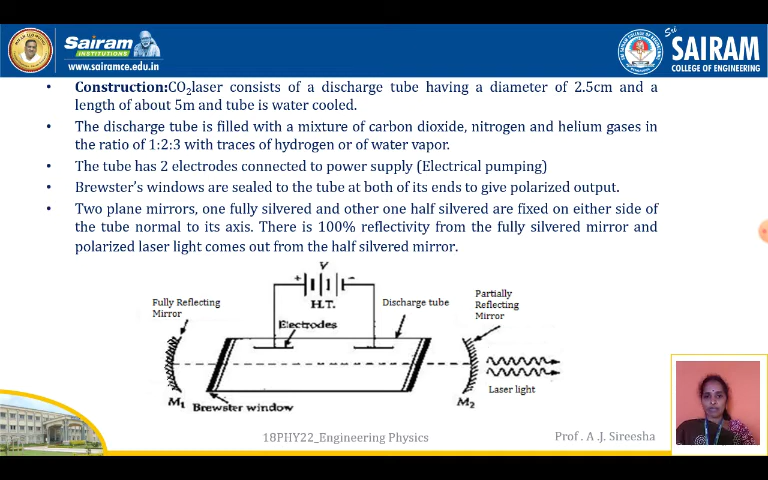 Sairam
INSTITUTIONS
www.sairamce.edu.in
Sri
SAIRAM
COLLEGE OF ENGINEERING
• Construction:CO2laser consists of a discharge tube having a diameter of 2.5cm and a
length of about 5m and tube is water cooled.
• The discharge tube is filled with a mixture of carbon dioxide, nitrogen and helium gases in
the ratio of 1:2:3 with traces of hydrogen or of water vapor.
• The tube has 2 electrodes connected to power supply (Electrical pumping)
• Brewster's windows are sealed to the tube at both of its ends to give polarized output.
• Two plane mirrors, one fully silvered and other one half silvered are fixed on either side of
the tube normal to its axis. There is 100% reflectivity from the fully silvered mirror and
polarized laser light comes out from the half silvered mirror.
V
+ −
H.T.
Fully Reflecting
Mirror
Electrodes
Discharge tube
Partially
Reflecting
Mirror
Laser light
M1
Brewster window
M2
18PHY22_Engineering Physics
Prof . A .J. Sireesha